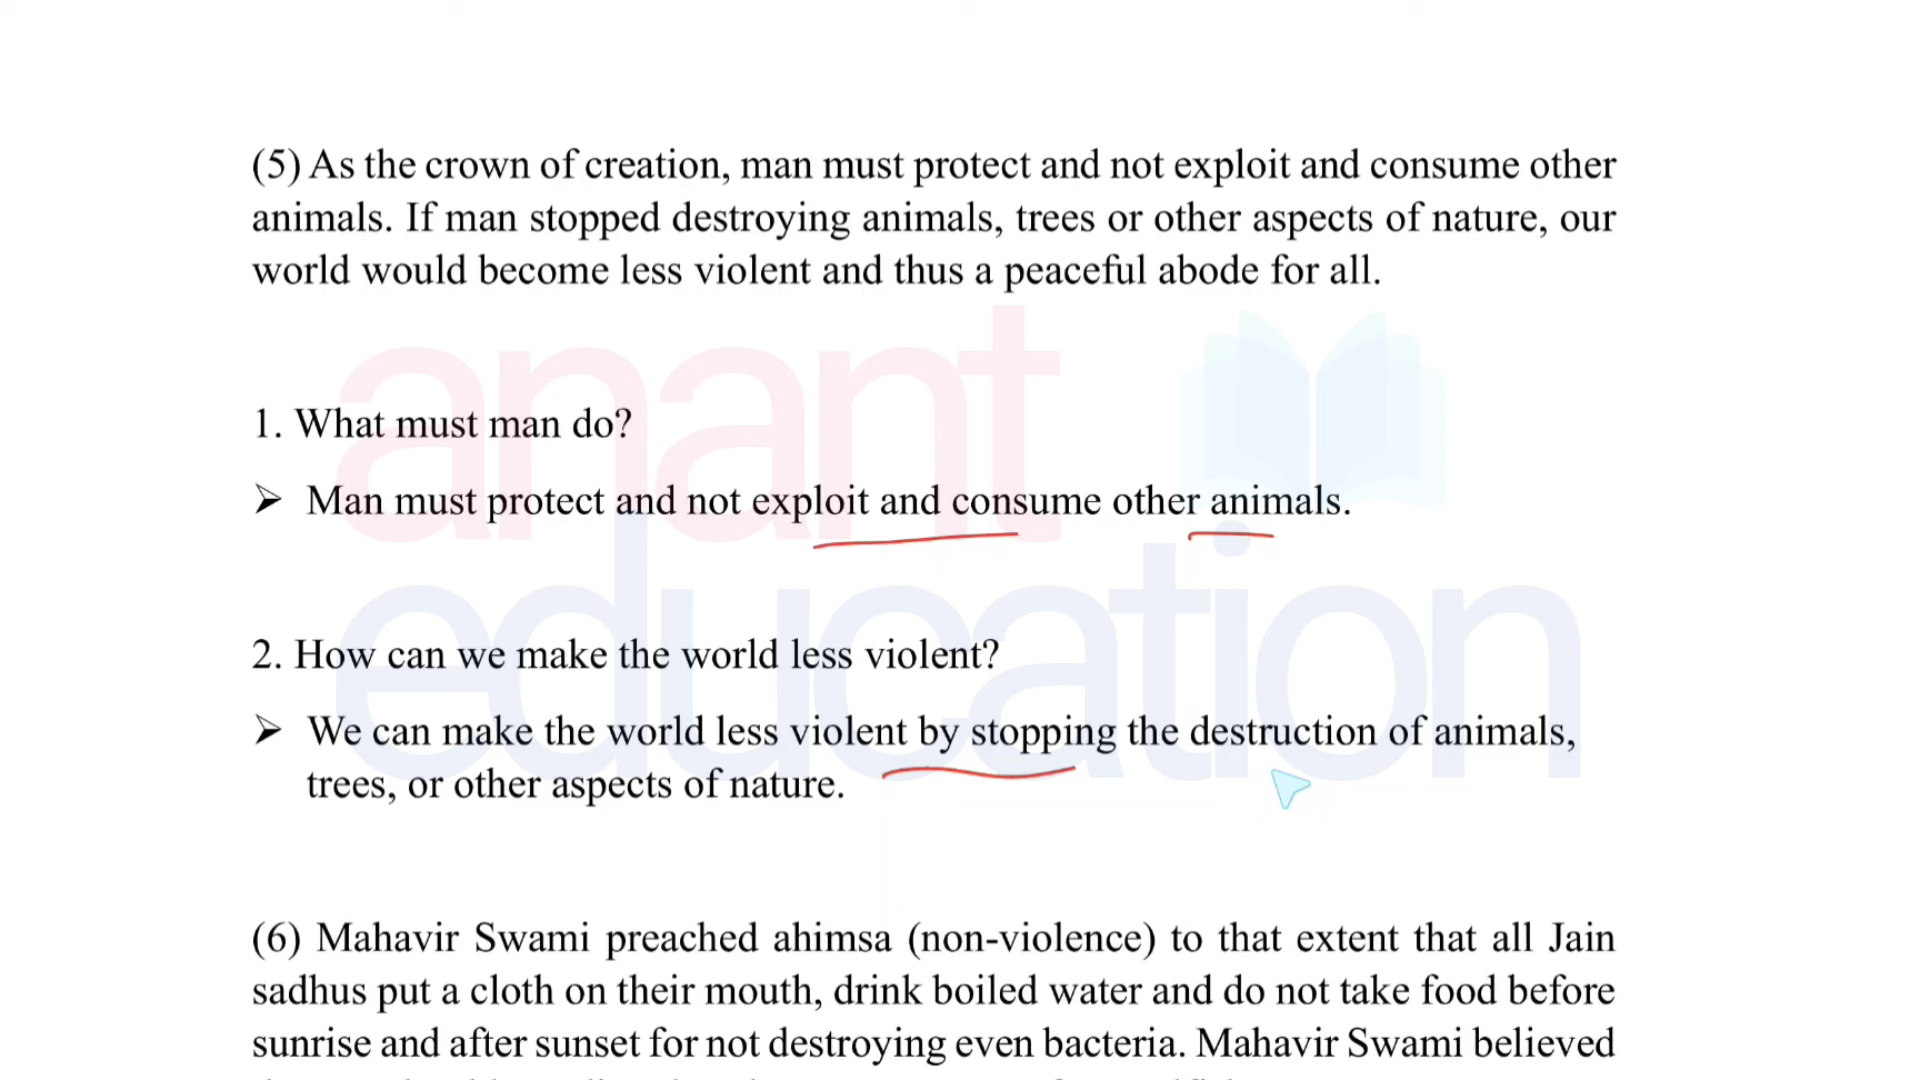 (5) As the crown of creation, man must protect and not exploit and consume other
animals. If man stopped destroying animals, trees or other aspects of nature, our
world would become less violent and thus a peaceful abode for all.
anant
education
1. What must man do?
➢ Man must protect and not exploit and consume other animals.
2. How can we make the world less violent?
➢ We can make the world less violent by stopping the destruction of animals,
trees, or other aspects of nature.
(6) Mahavir Swami preached ahimsa (non-violence) to that extent that all Jain
sadhus put a cloth on their mouth, drink boiled water and do not take food before
sunrise and after sunset for not destroying even bacteria. Mahavir Swami believed